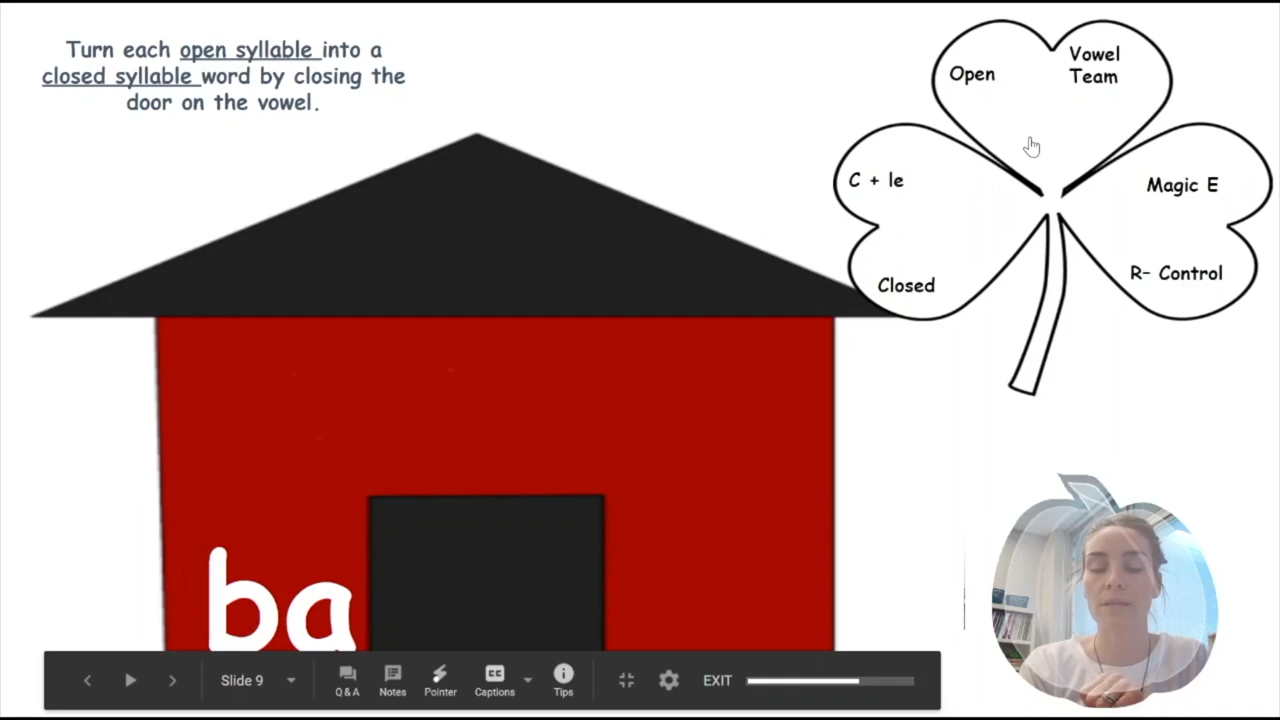 Turn each open syllable into a
closed syllable word by closing the
door on the vowel.
Open
Vowel
Team
C + le
Magic E
Closed
R- Control
ba
Slide 9
Q & A
Notes
Pointer
CC
Captions
Tips
EXIT